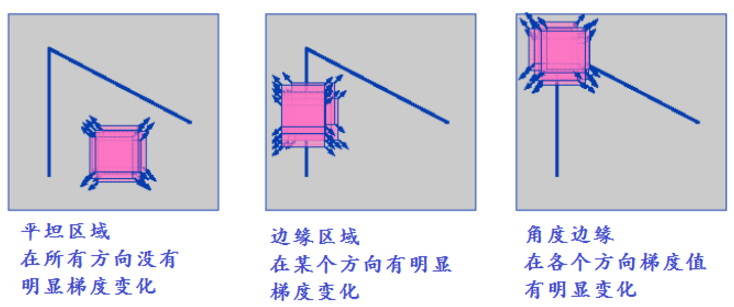 平坦区域
在所有方向没有
明显梯度变化
边缘区域
在某个方向有明显
梯度变化
角度边缘
在各个方向梯度值
有明显变化